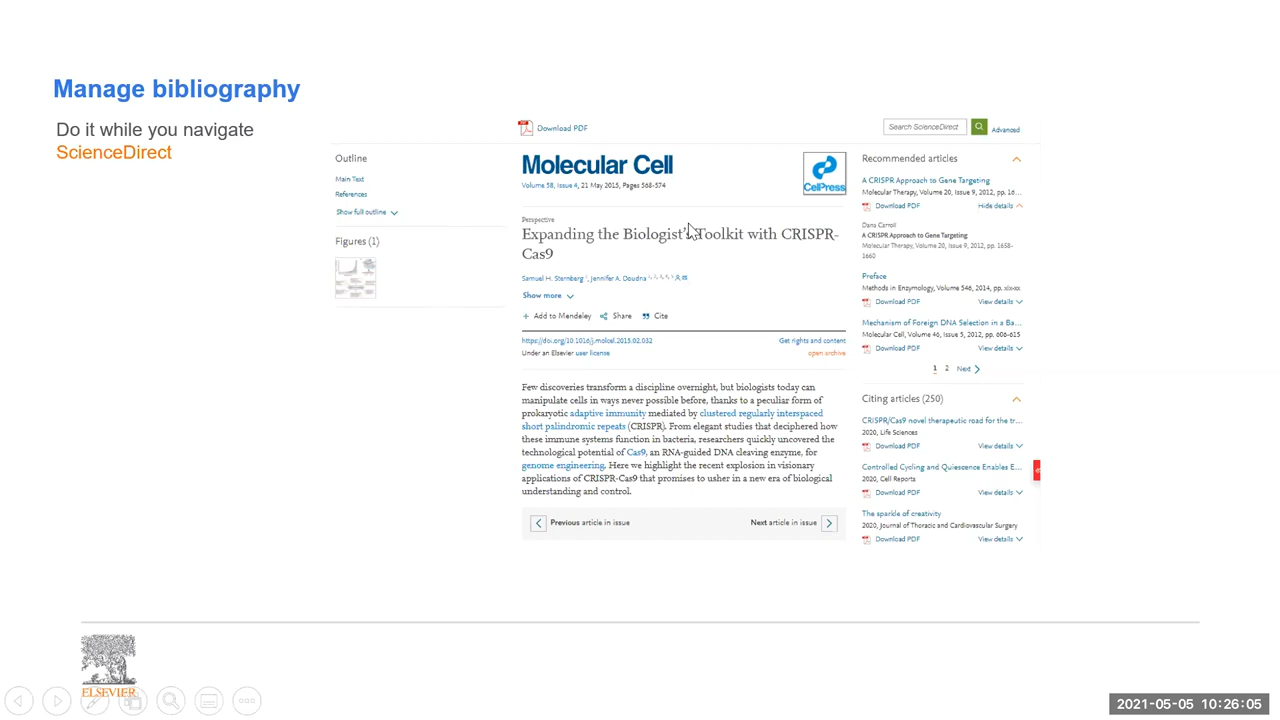 Manage bibliography
Do it while you navigate
ScienceDirect
Download PDF
Search ScienceDirect
Advanced
Outline
Main Text
References
Show full outline
Figures (1)
Molecular Cell
Volume 58, Issue 4, 21 May 2015, Pages 568-574
CellPress
Perspective
Expanding the Biologist's Toolkit with CRISPR-
Cas9
Samuel H. Sternberg, Jennifer A. Doudna
Show more
Add to Mendeley Share Cite
https://doi.org/10.1016/j.molcel.2015.02.032
Get rights and content
Under an Elsevier user license
open archive
Few discoveries transform a discipline overnight, but biologists today can
manipulate cells in ways never possible before, thanks to a peculiar form of
prokaryotic adaptive immunity mediated by clustered regularly interspaced
short palindromic repeats (CRISPR). From elegant studies that deciphered how
these immune systems function in bacteria, researchers quickly uncovered the
technological potential of Cas9, an RNA-guided DNA cleaving enzyme, for
genome engineering. Here we highlight the recent explosion in visionary
applications of CRISPR-Cas9 that promises to usher in a new era of biological
understanding and control.
Previous article in issue
Next article in issue
Recommended articles
A CRISPR Approach to Gene Targeting
Molecular Therapy, Volume 20, Issue 9, 2012, pp. 16...
Download PDF Hide details
Dana Carroll
A CRISPR Approach to Gene Targeting
Molecular Therapy, Volume 20, Issue 9, 2012, pp. 1658-
1660
Preface
Methods in Enzymology, Volume 546, 2014, pp. xix-xx
Download PDF View details
Mechanism of Foreign DNA Selection in a Ba...
Molecular Cell, Volume 46, Issue 5, 2012, pp. 606-615
Download PDF View details
1 2 Next
Citing articles (250)
CRISPR/Cas9 novel therapeutic road for the tr...
2020, Life Sciences
Download PDF View details
Controlled Cycling and Quiescence Enables E...
2020, Cell Reports
Download PDF View details
The sparkle of creativity
2020, Journal of Thoracic and Cardiovascular Surgery
Download PDF View details
ELSEVIER
2021-05-05 10:26:05